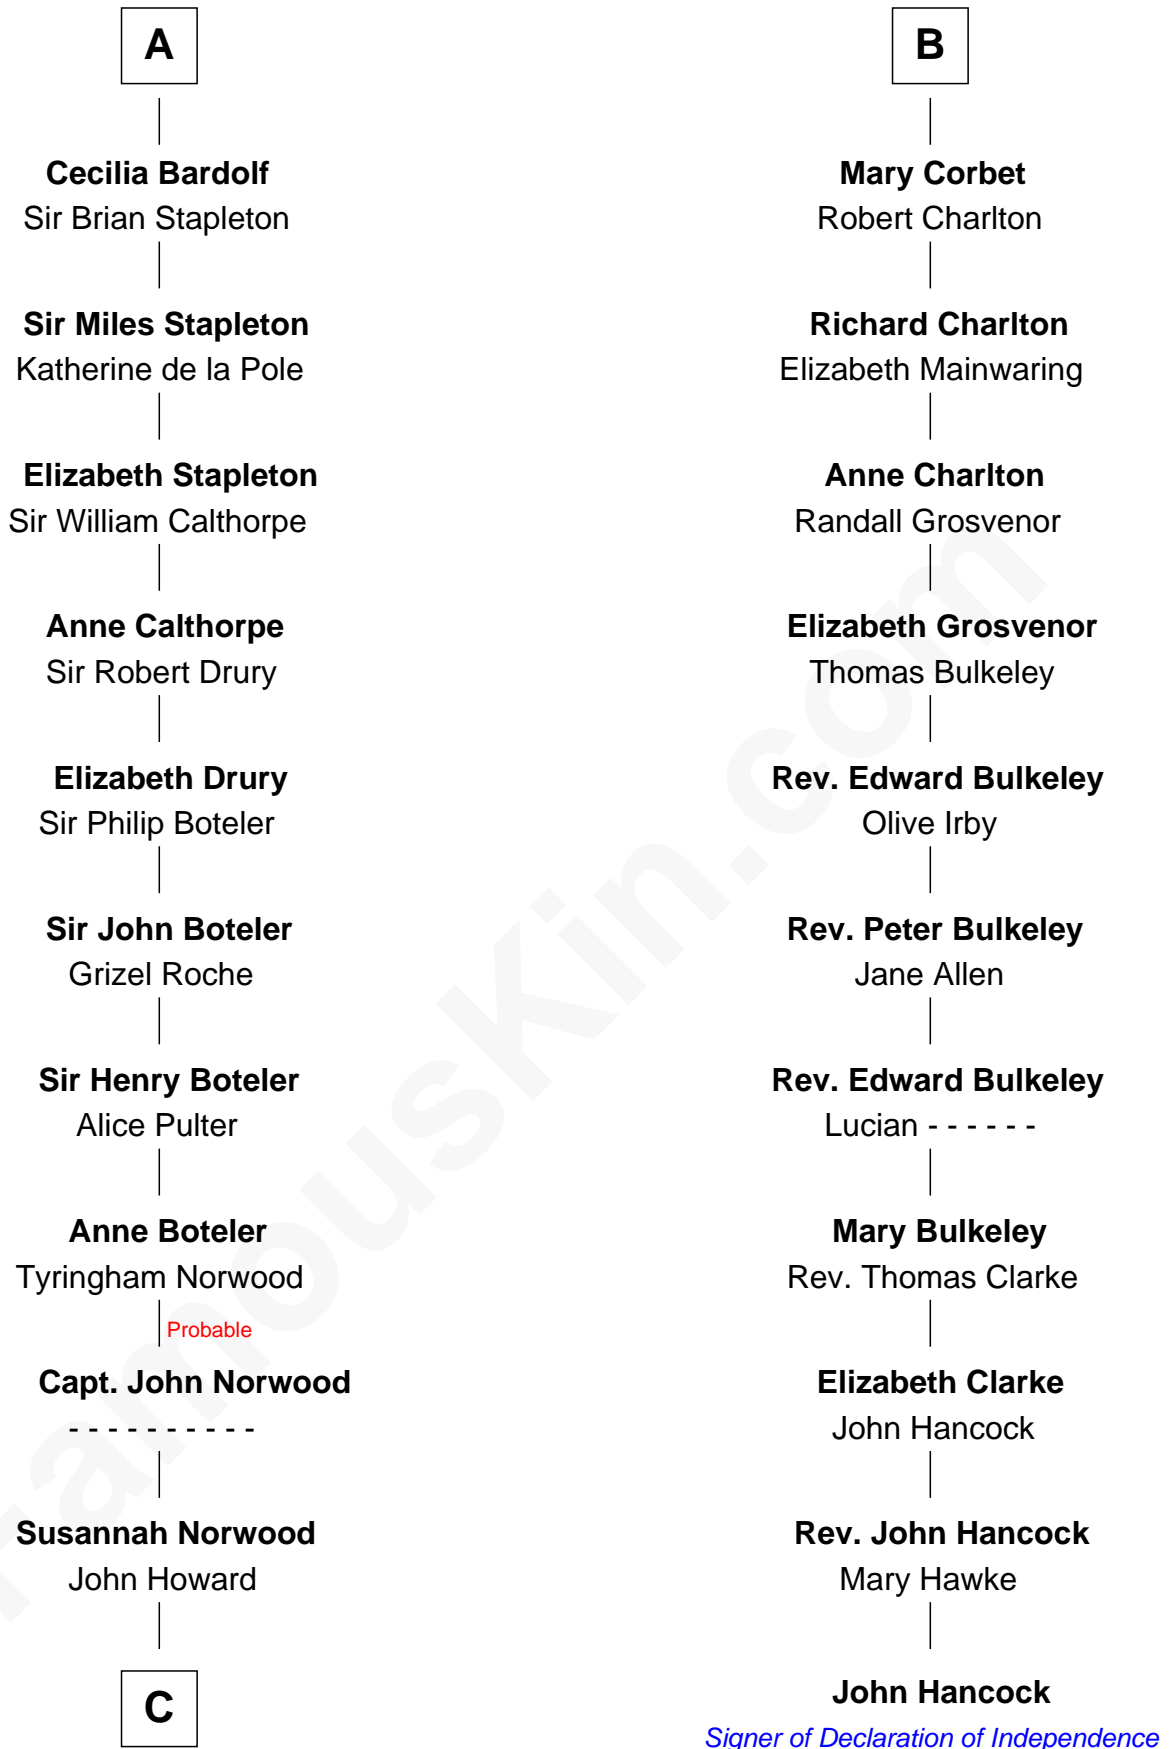 A
Cecilia Bardolf
Sir Brian Stapleton
Sir Miles Stapleton
Katherine de la Pole
Elizabeth Stapleton
Sir William Calthorpe
Anne Calthorpe
Sir Robert Drury
Elizabeth Drury
Sir Philip Boteler
Sir John Boteler
Grizel Roche
Sir Henry Boteler
Alice Pulter
Anne Boteler
Tyringham Norwood
Probable
Capt. John Norwood
- - - - - - - - - -
Susannah Norwood
John Howard
C
B
Mary Corbet
Robert Charlton
Richard Charlton
Elizabeth Mainwaring
Anne Charlton
Randall Grosvenor
Elizabeth Grosvenor
Thomas Bulkeley
Rev. Edward Bulkeley
Olive Irby
Rev. Peter Bulkeley
Jane Allen
Rev. Edward Bulkeley
Lucian - - - - - -
Mary Bulkeley
Rev. Thomas Clarke
Elizabeth Clarke
John Hancock
Rev. John Hancock
Mary Hawke
John Hancock
Signer of Declaration of Independence
FamousKin.com